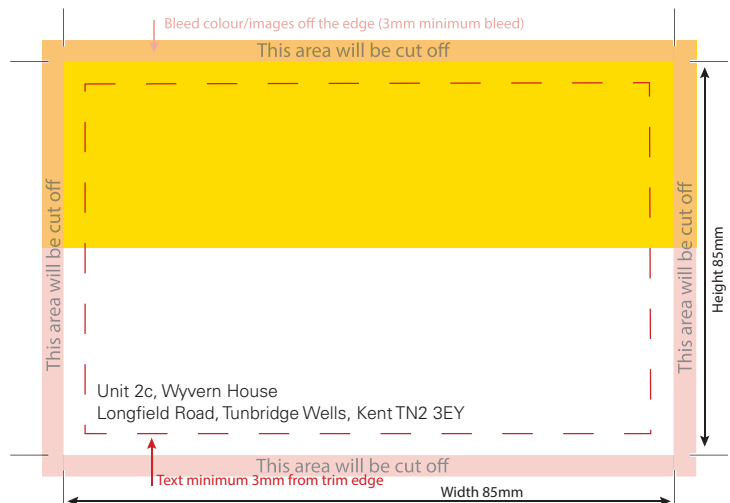 Bleed colour/images off the edge (3mm minimum bleed)
This area will be cut off
This area will be cut off
This area will be cut off
Height 85mm
Unit 2c, Wyvern House
Longfield Road, Tunbridge Wells, Kent TN2 3EY
This area will be cut off
Text minimum 3mm from trim edge
Width 85mm